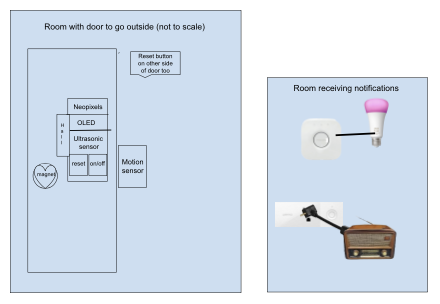 Room with door to go outside (not to scale)
Reset button
on other side
of door too
Neopixels
H
a
l
l
OLED
Ultrasonic
sensor
reset
on/off
magnet
Motion
sensor
Room receiving notifications